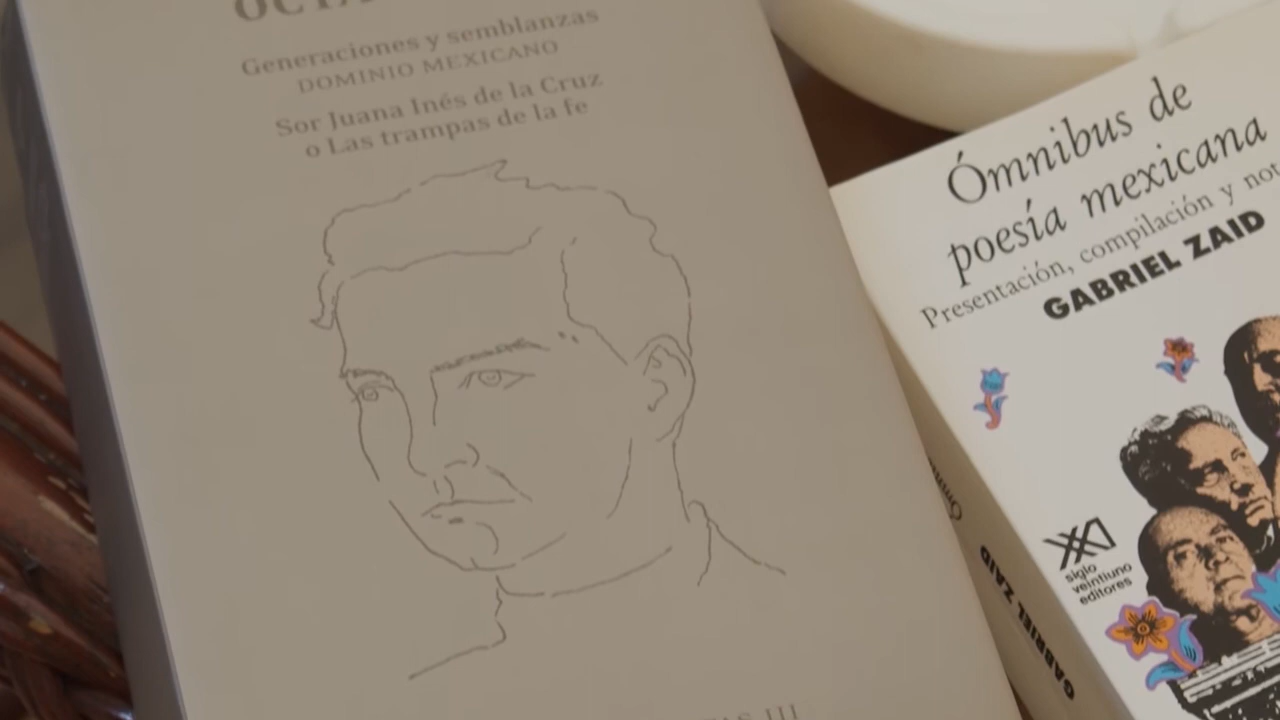 Generaciones y semblanzas
DOMINIO MEXICANO
Sor Juana Inés de la Cruz
o Las trampas de la fe
III
Ómnibus de
poesía mexicana
Presentación, compilación y
GABRIEL ZAID
siglo
veintiuno
editores
GABRIEL ZAID